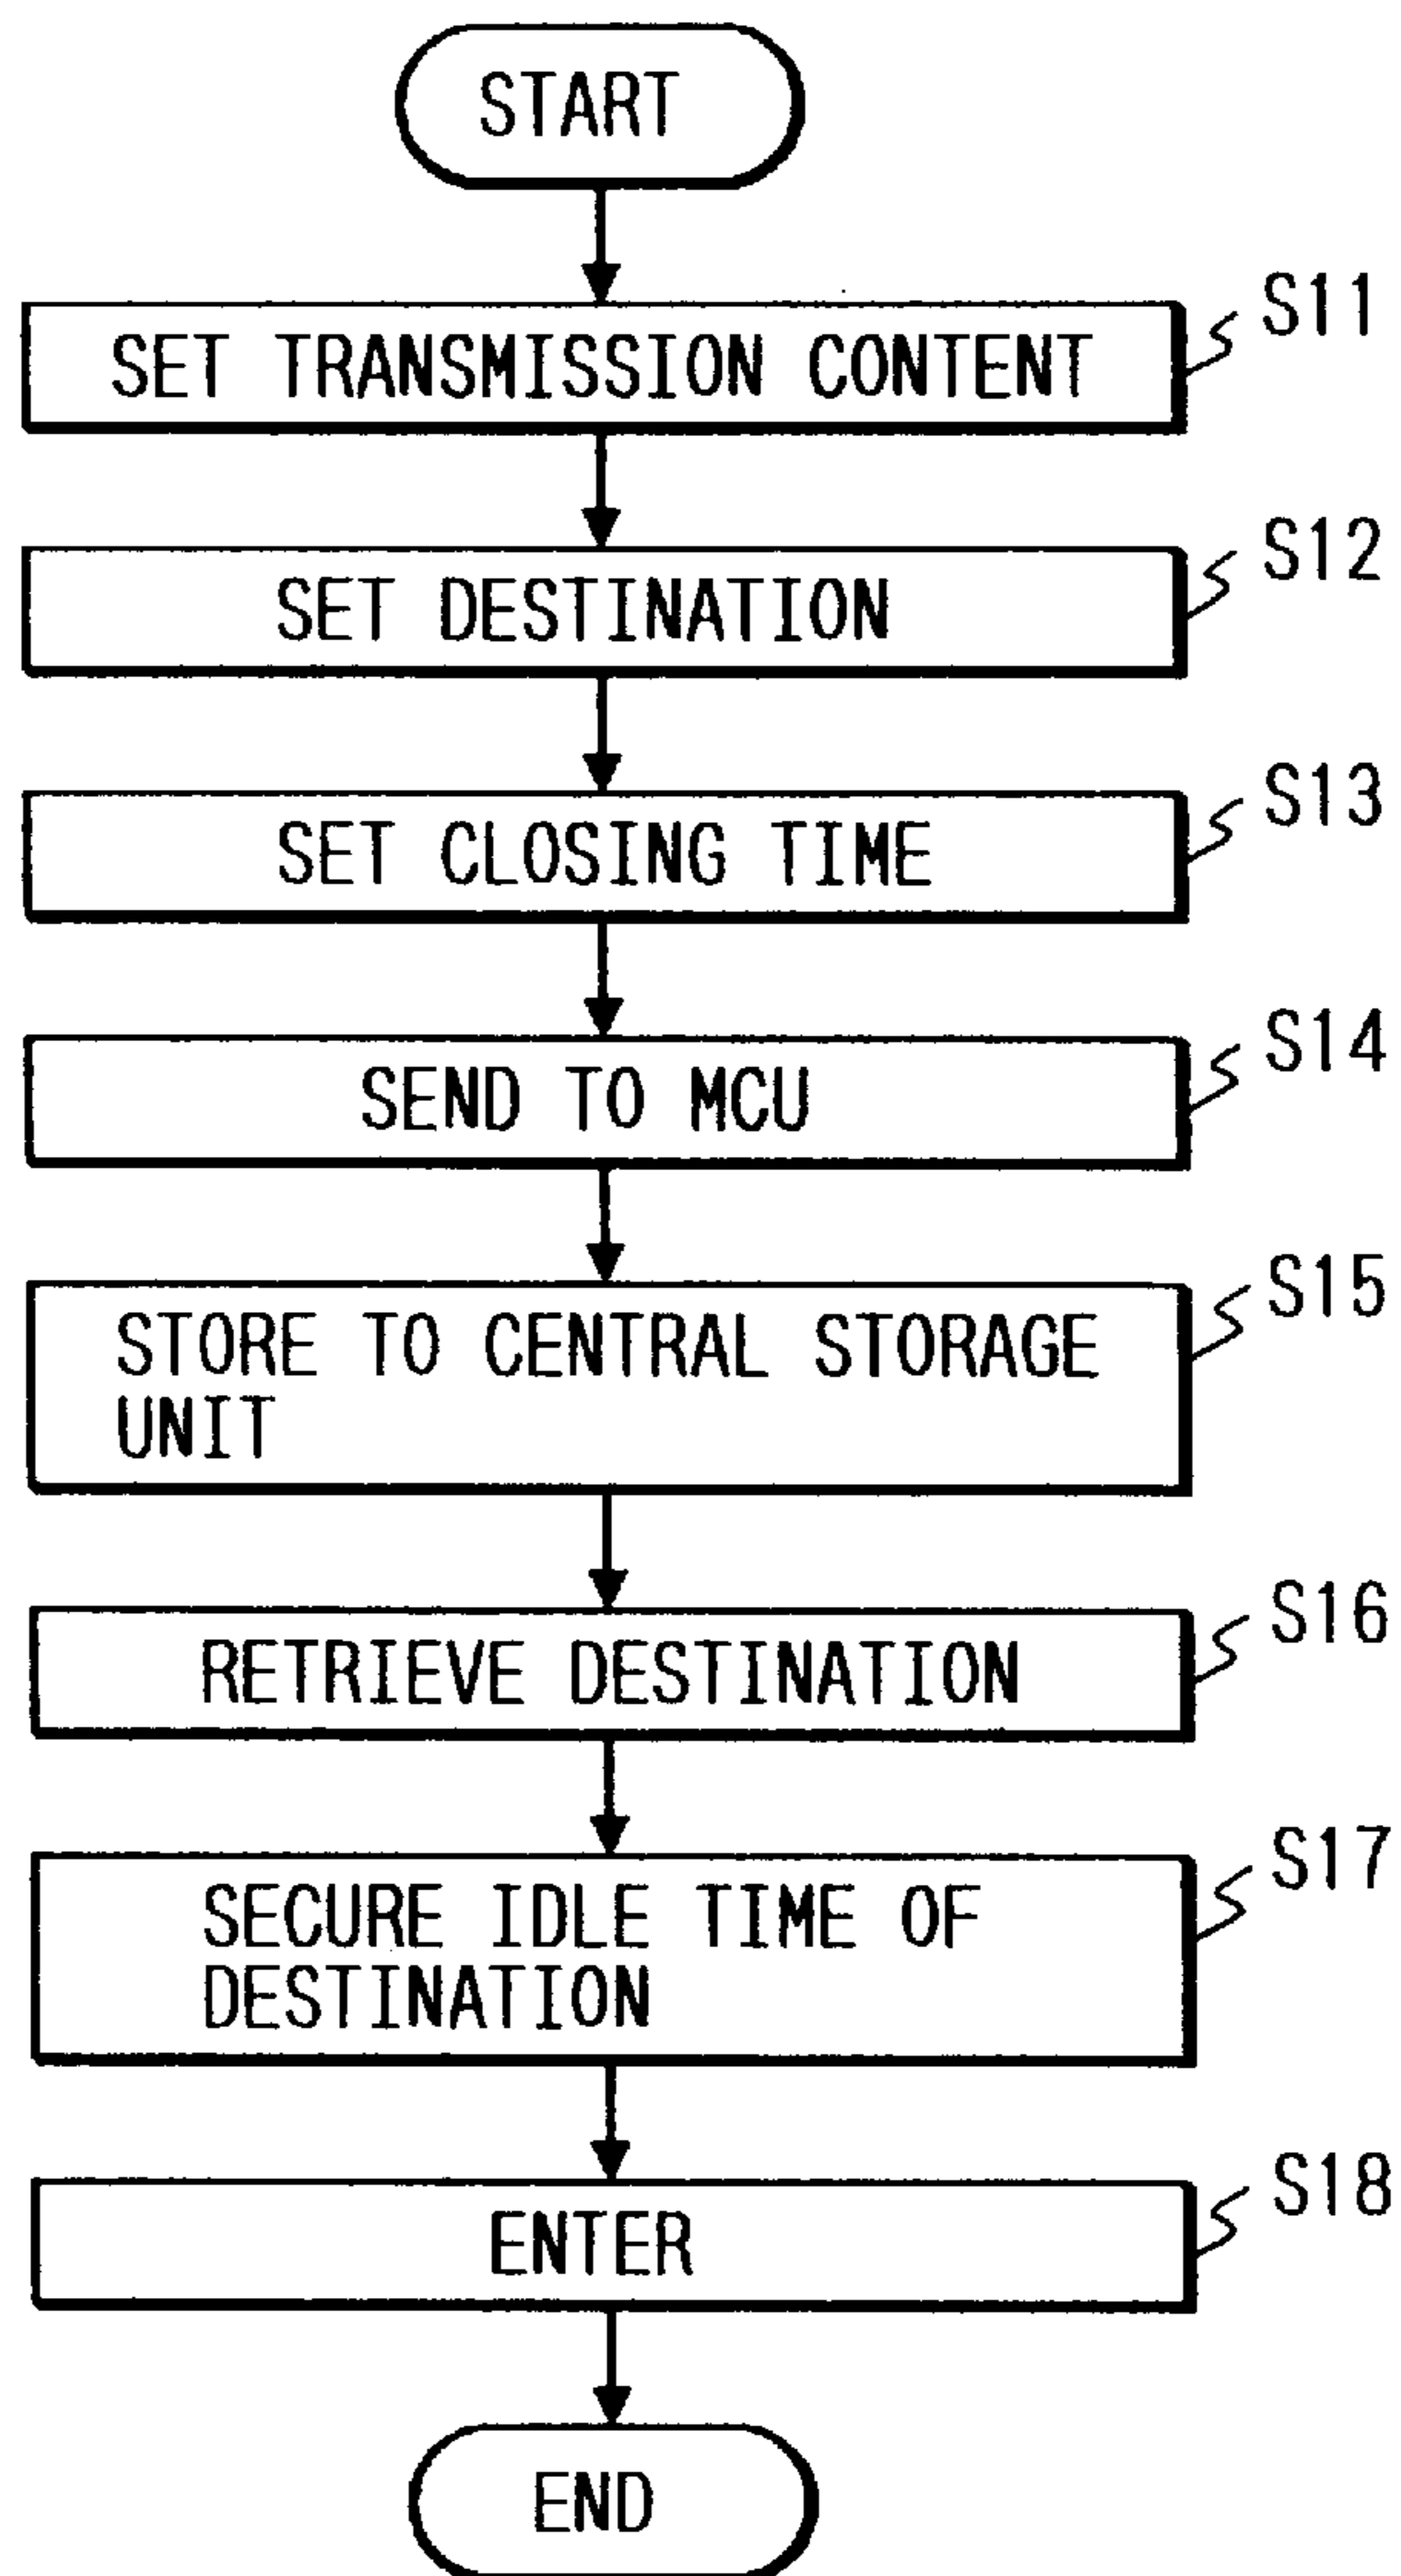 START
S11
SET TRANSMISSION CONTENT
S12
SET DESTINATION
S13
SET CLOSING TIME
S14
SEND TO MCU
S15
STORE TO CENTRAL STORAGE
UNIT
S16
RETRIEVE DESTINATION
S17
SECURE IDLE TIME OF
DESTINATION
S18
ENTER
END